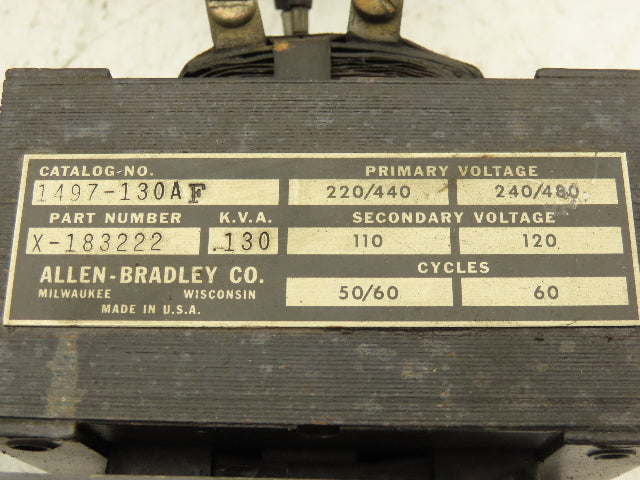 CATALOG-NO. PRIMARY VOLTAGE
1497-130AF 220/440 240/480
PART NUMBER K.V.A. SECONDARY VOLTAGE
X-183222 .130 110 120
ALLEN-BRADLEY CO. CYCLES
MILWAUKEE WISCONSIN 50/60 60
MADE IN U.S.A.